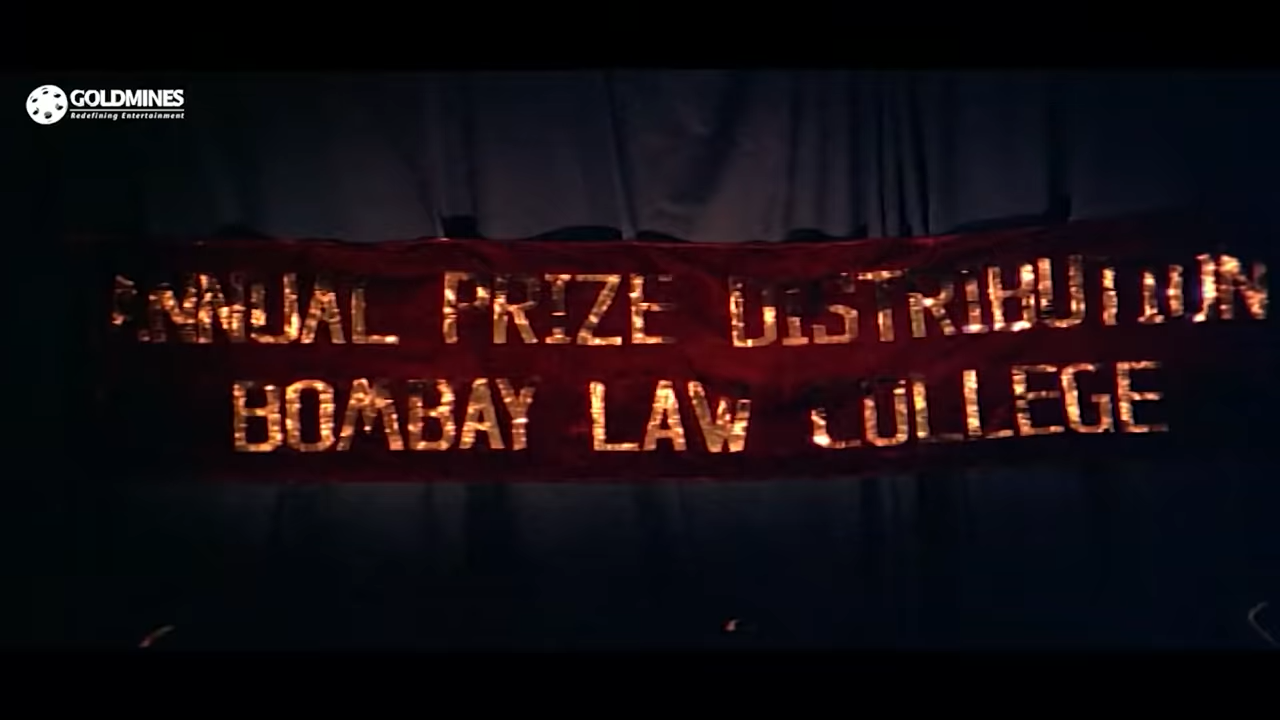 GOLDMINES
Redefining Entertainment
ANNUAL PRIZE DISTRIBUTION
BOMBAY LAW COLLEGE